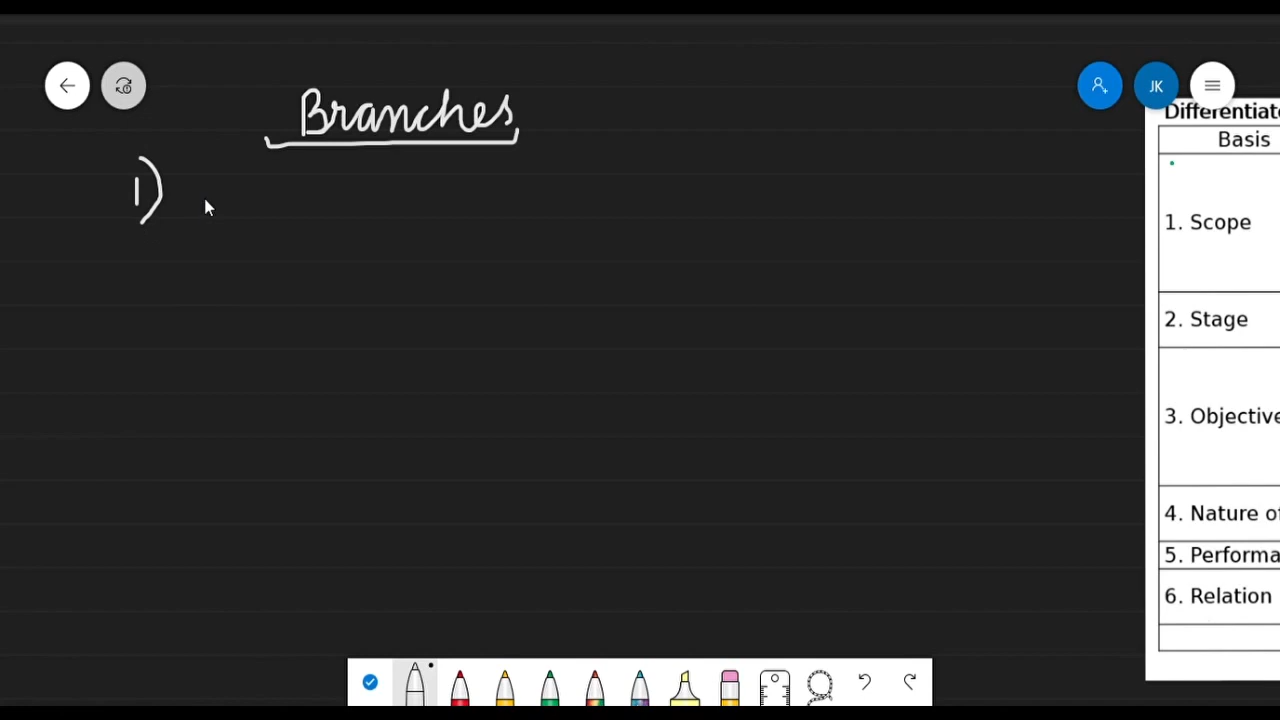 Branches
1)
JK
Differentiate
Basis
1. Scope
2. Stage
3. Objective
4. Nature of
5. Performa
6. Relation